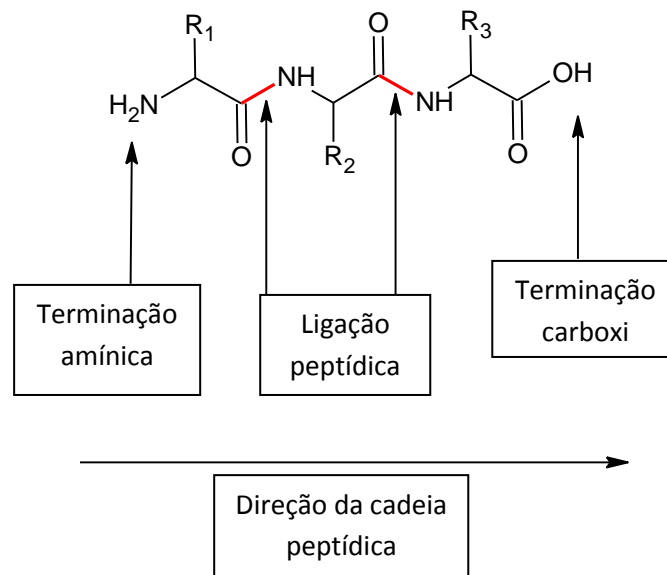 R1
O
R3
NH
OH
H2N
NH
O
R2
O
Terminação
amínica
Ligação
peptídica
Terminação
carboxi
Direção da cadeia
peptídica